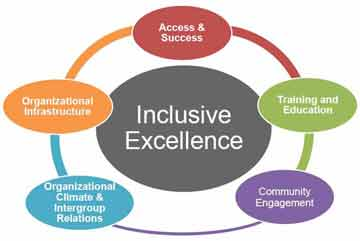 Access &
Success
Organizational
Infrastructure
Training and
Education
Inclusive
Excellence
Organizational
Climate &
Intergroup
Relations
Community
Engagement